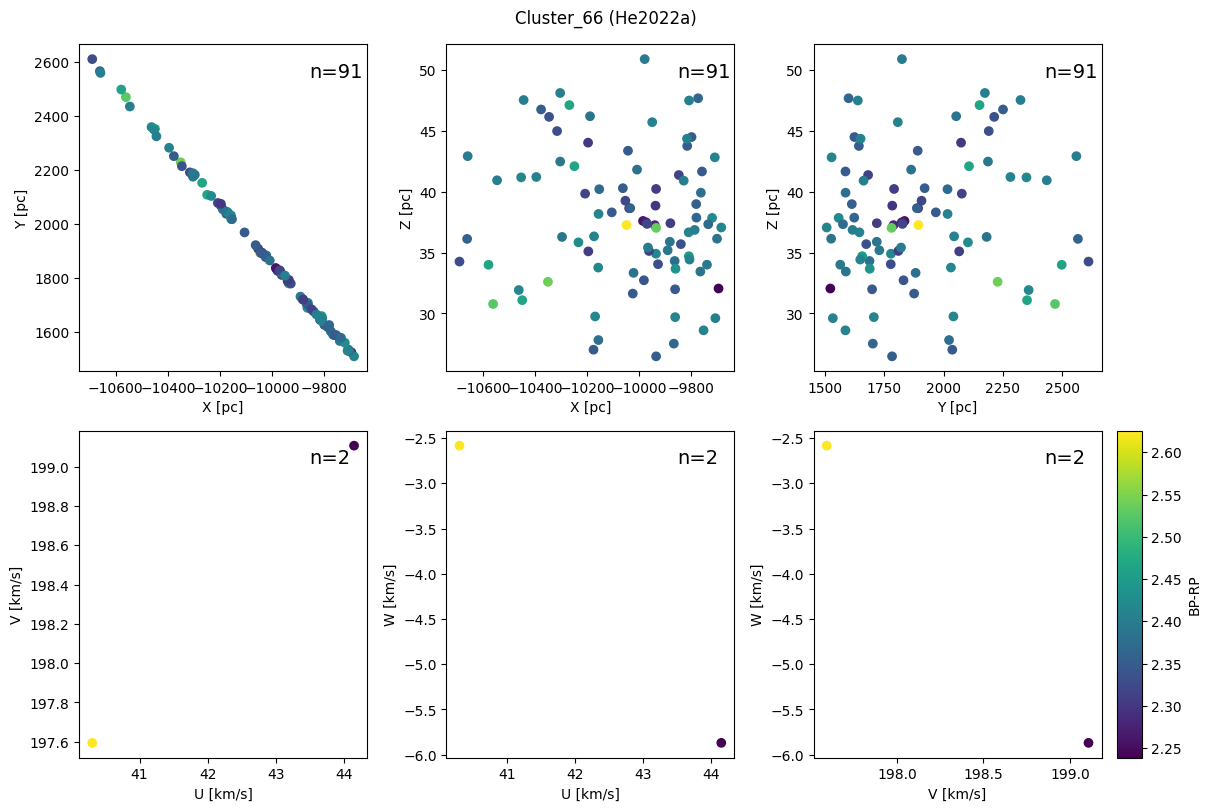 Cluster_66 (He2022a)
n=91
n=91
n=91
2600
2400
2200
2000
1800
1600
Y [pc]
−10600 −10400 −10200 −10000 −9800
X [pc]
50
45
40
35
30
Z [pc]
−10600 −10400 −10200 −10000 −9800
X [pc]
50
45
40
35
30
Z [pc]
1500 1750 2000 2250 2500
Y [pc]
n=2
n=2
n=2
199.0
198.8
198.6
198.4
198.2
198.0
197.8
197.6
V [km/s]
41 42 43 44
U [km/s]
−2.5
−3.0
−3.5
−4.0
−4.5
−5.0
−5.5
−6.0
W [km/s]
41 42 43 44
U [km/s]
−2.5
−3.0
−3.5
−4.0
−4.5
−5.0
−5.5
−6.0
W [km/s]
198.0 198.5 199.0
V [km/s]
2.60
2.55
2.50
2.45
2.40
2.35
2.30
2.25
BP-RP